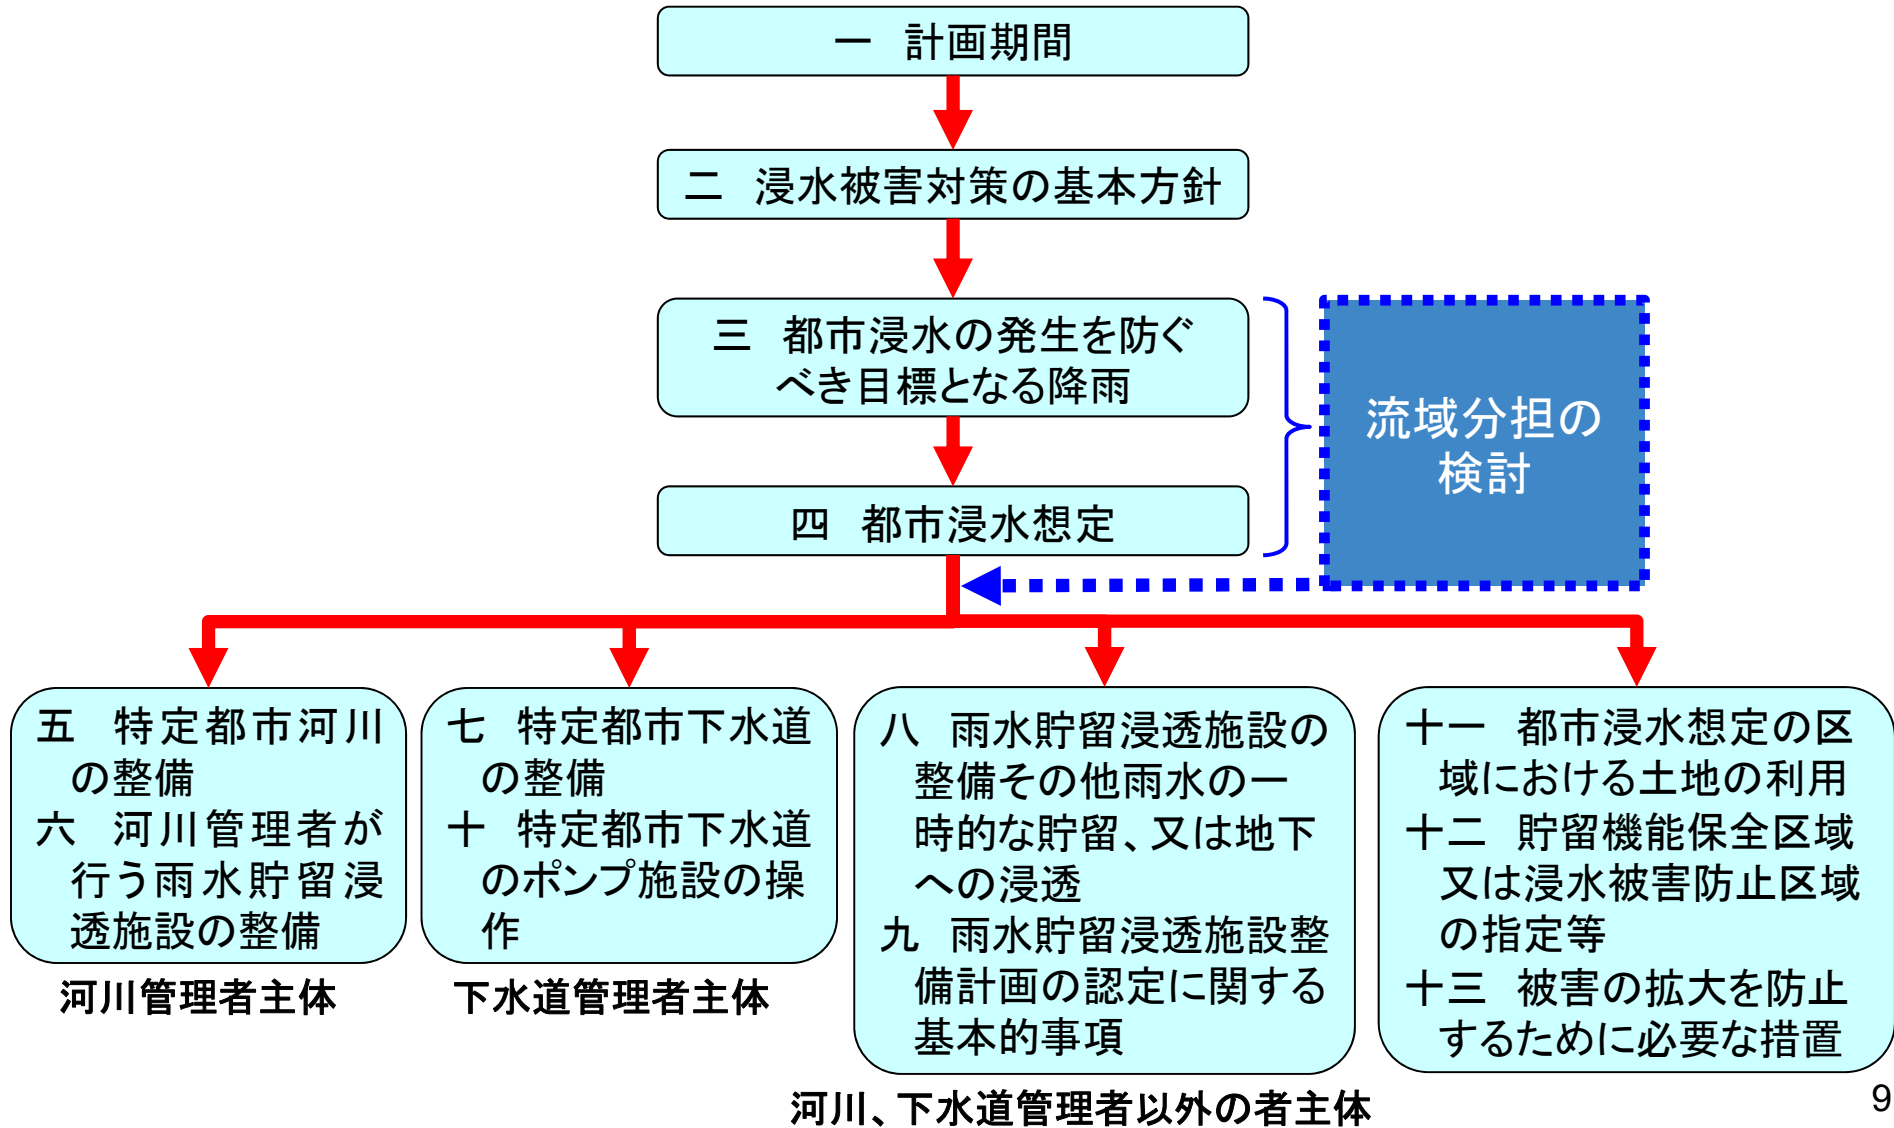 一　計画期間
二　浸水被害対策の基本方針
三　都市浸水の発生を防ぐ
べき目標となる降雨
四　都市浸水想定
流域分担の
検討
五　特定都市河川
の整備
六　河川管理者が
行う雨水貯留浸
透施設の整備
河川管理者主体
七　特定都市下水道
の整備
十　特定都市下水道
のポンプ施設の操
作
下水道管理者主体
八　雨水貯留浸透施設の
整備その他雨水の一
時的な貯留、又は地下
への浸透
九　雨水貯留浸透施設整
備計画の認定に関する
基本的事項
十一　都市浸水想定の区
域における土地の利用
十二　貯留機能保全区域
又は浸水被害防止区域
の指定等
十三　被害の拡大を防止
するために必要な措置
河川、下水道管理者以外の者主体
9